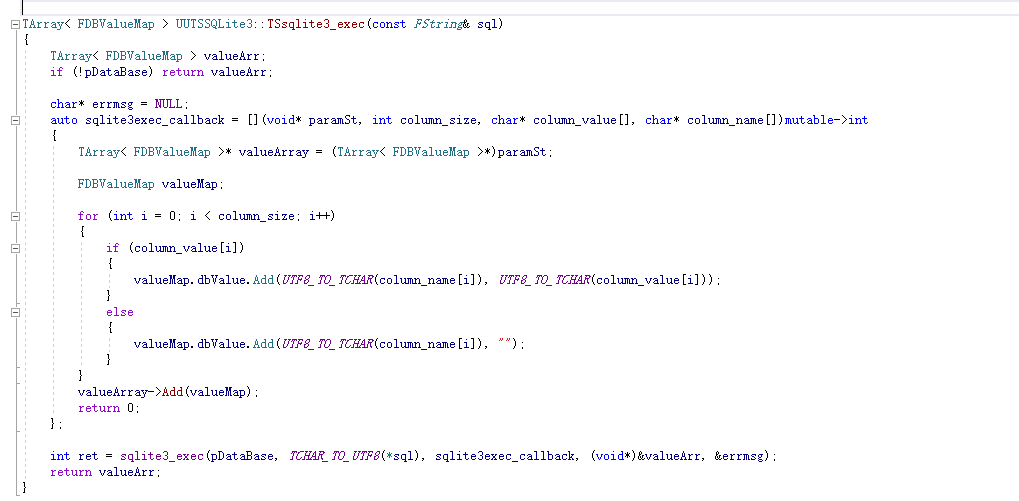 TArray< FDBValueMap > UUTSSQLite3::TSsqlite3_exec(const FString& sql)
{
TArray< FDBValueMap > valueArr;
if (!pDataBase) return valueArr;
char* errmsg = NULL;
auto sqlite3exec_callback = [](void* paramSt, int column_size, char* column_value[], char* column_name[])mutable->int
{
TArray< FDBValueMap >* valueArray = (TArray< FDBValueMap >*)paramSt;
FDBValueMap valueMap;
for (int i = 0; i < column_size; i++)
{
if (column_value[i])
{
valueMap.dbValue.Add(UTF8_TO_TCHAR(column_name[i]), UTF8_TO_TCHAR(column_value[i]));
}
else
{
valueMap.dbValue.Add(UTF8_TO_TCHAR(column_name[i]), "");
}
}
valueArray->Add(valueMap);
return 0;
};
int ret = sqlite3_exec(pDataBase, TCHAR_TO_UTF8(*sql), sqlite3exec_callback, (void*)&valueArr, &errmsg);
return valueArr;
}